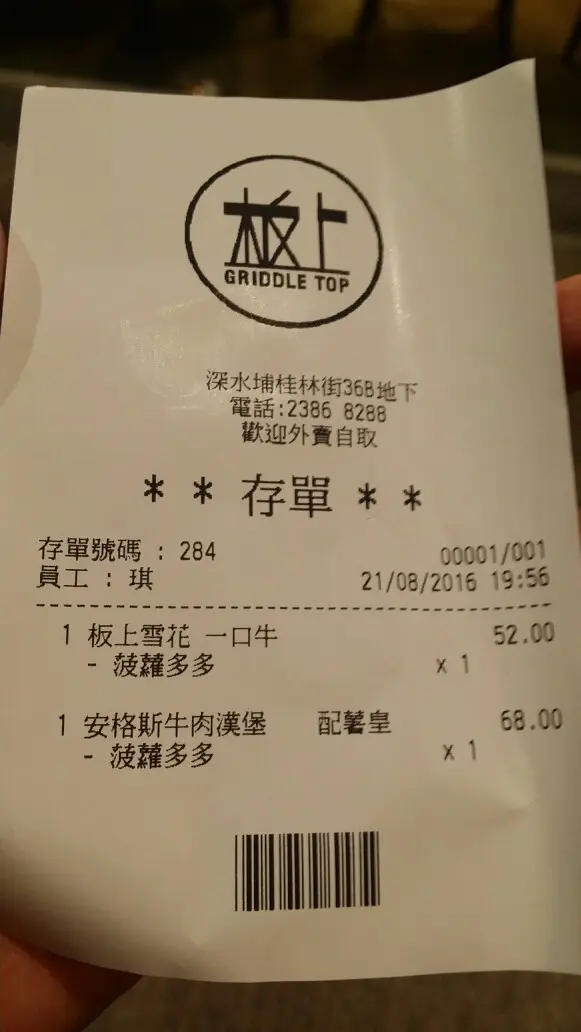 板上
GRIDDLE TOP
深水埔桂林街36B地下
電話:2386 8288
歡迎外賣自取
* * 存單 * *
存單號碼 : 284 00001/001
員工 : 琪 21/08/2016 19:56
1 板上雪花 一口牛 52.00
- 菠蘿多多 x 1
1 安格斯牛肉漢堡 配薯皇 68.00
- 菠蘿多多 x 1